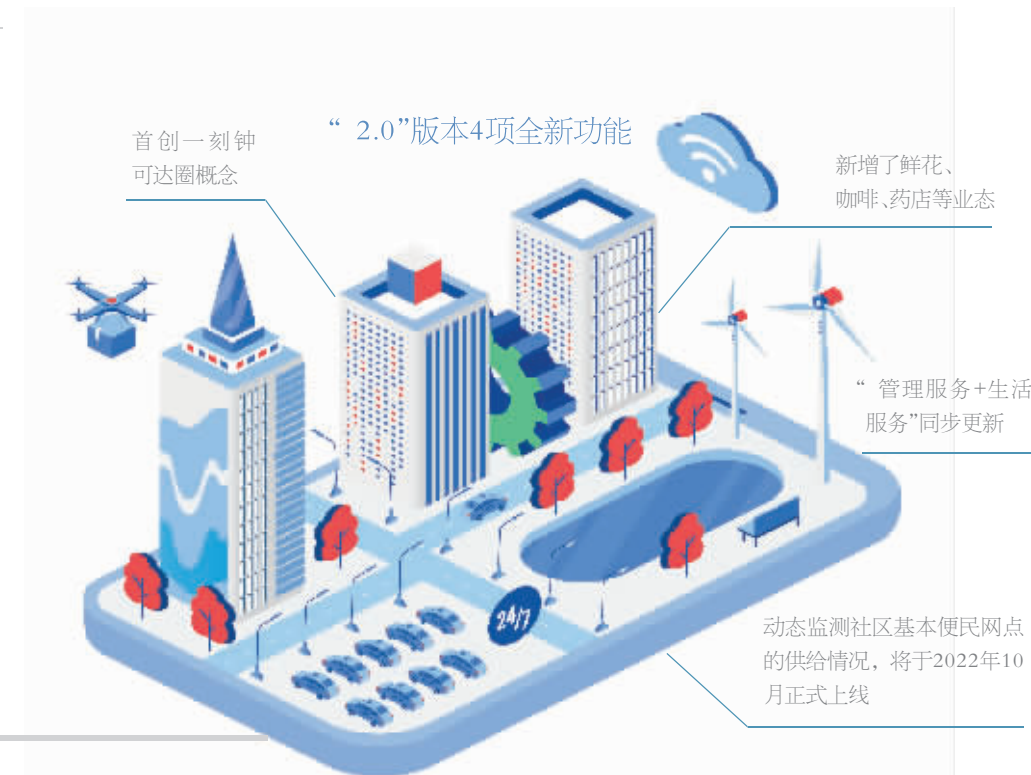 “ 2.0”版本4项全新功能
首创一刻钟
可达圈概念
新增了鲜花、
咖啡、药店等业态
“ 管理服务+生活
服务”同步更新
24/7
动态监测社区基本便民网点
的供给情况，将于2022年10
月正式上线